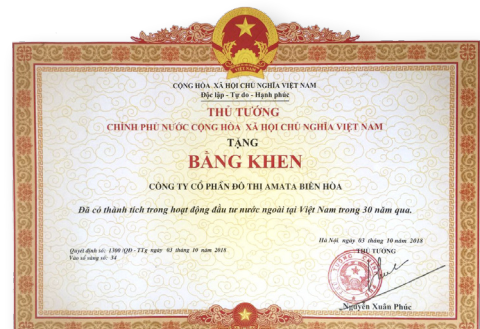 CỘNG HÒA XÃ HỘI CHỦ NGHĨA VIỆT NAM
Độc lập - Tự do - Hạnh phúc
THỦ TƯỚNG
CHÍNH PHỦ NƯỚC CỘNG HÒA XÃ HỘI CHỦ NGHĨA VIỆT NAM
TẶNG
BẰNG KHEN
CÔNG TY CỔ PHẦN ĐÔ THỊ AMATA BIÊN HÒA
Đã có thành tích trong hoạt động đầu tư nước ngoài tại Việt Nam trong 30 năm qua.
Hà Nội, ngày 03 tháng 10 năm 2018
Quyết định số: 1300 /QĐ - TTg ngày 03 tháng 10 năm 2018
THỦ TƯỚNG
Vào sổ vàng số: 34
Nguyễn Xuân Phúc